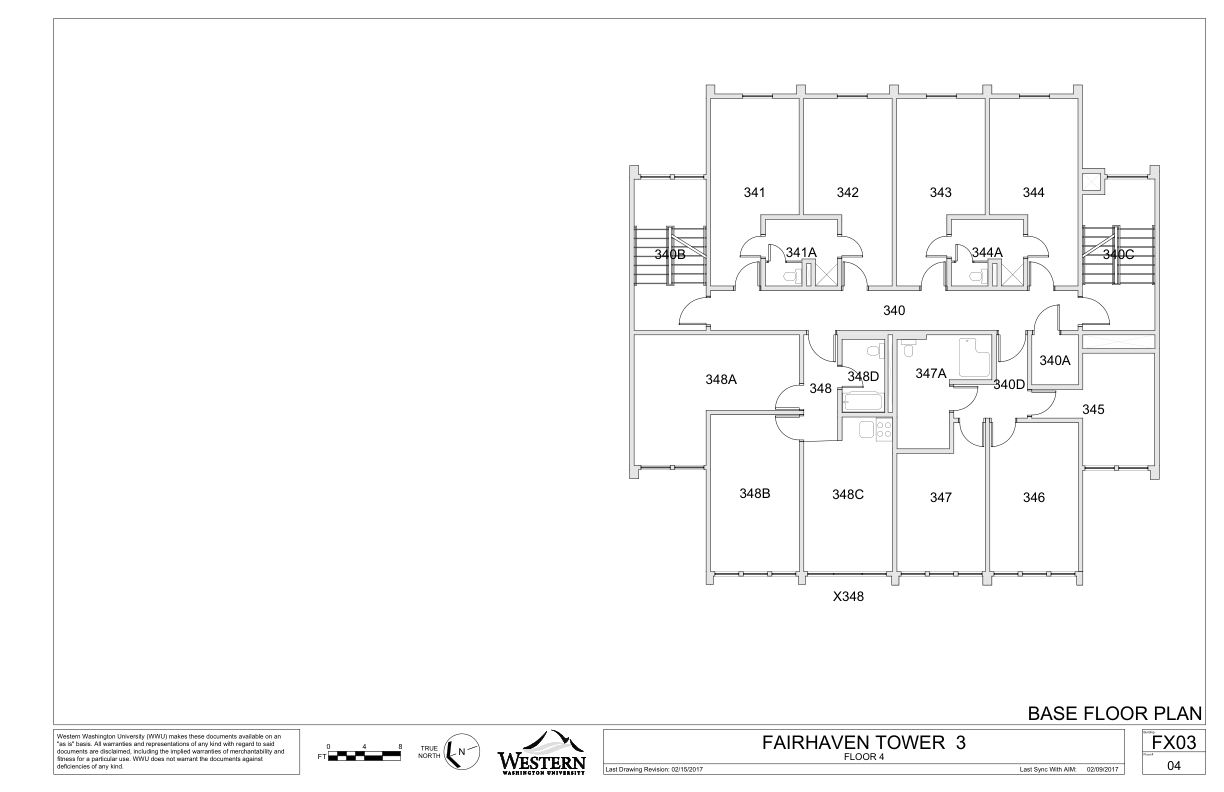 341
342
343
344
340B
341A
344A
340C
340
348A
348
348D
347A
340D
340A
345
348B
348C
347
346
X348
BASE FLOOR PLAN
Western Washington University (WWU) makes these documents available on an
"as is" basis. All warranties and representations of any kind with regard to said
documents are disclaimed, including the implied warranties of merchantability and
fitness for a particular use. WWU does not warrant the documents against
deficiencies of any kind.
0 4 8
FT
TRUE
NORTH
N
WESTERN
WASHINGTON UNIVERSITY
FAIRHAVEN TOWER 3
FLOOR 4
Last Drawing Revision: 02/15/2017
Last Sync With AIM: 02/09/2017
FX03
04